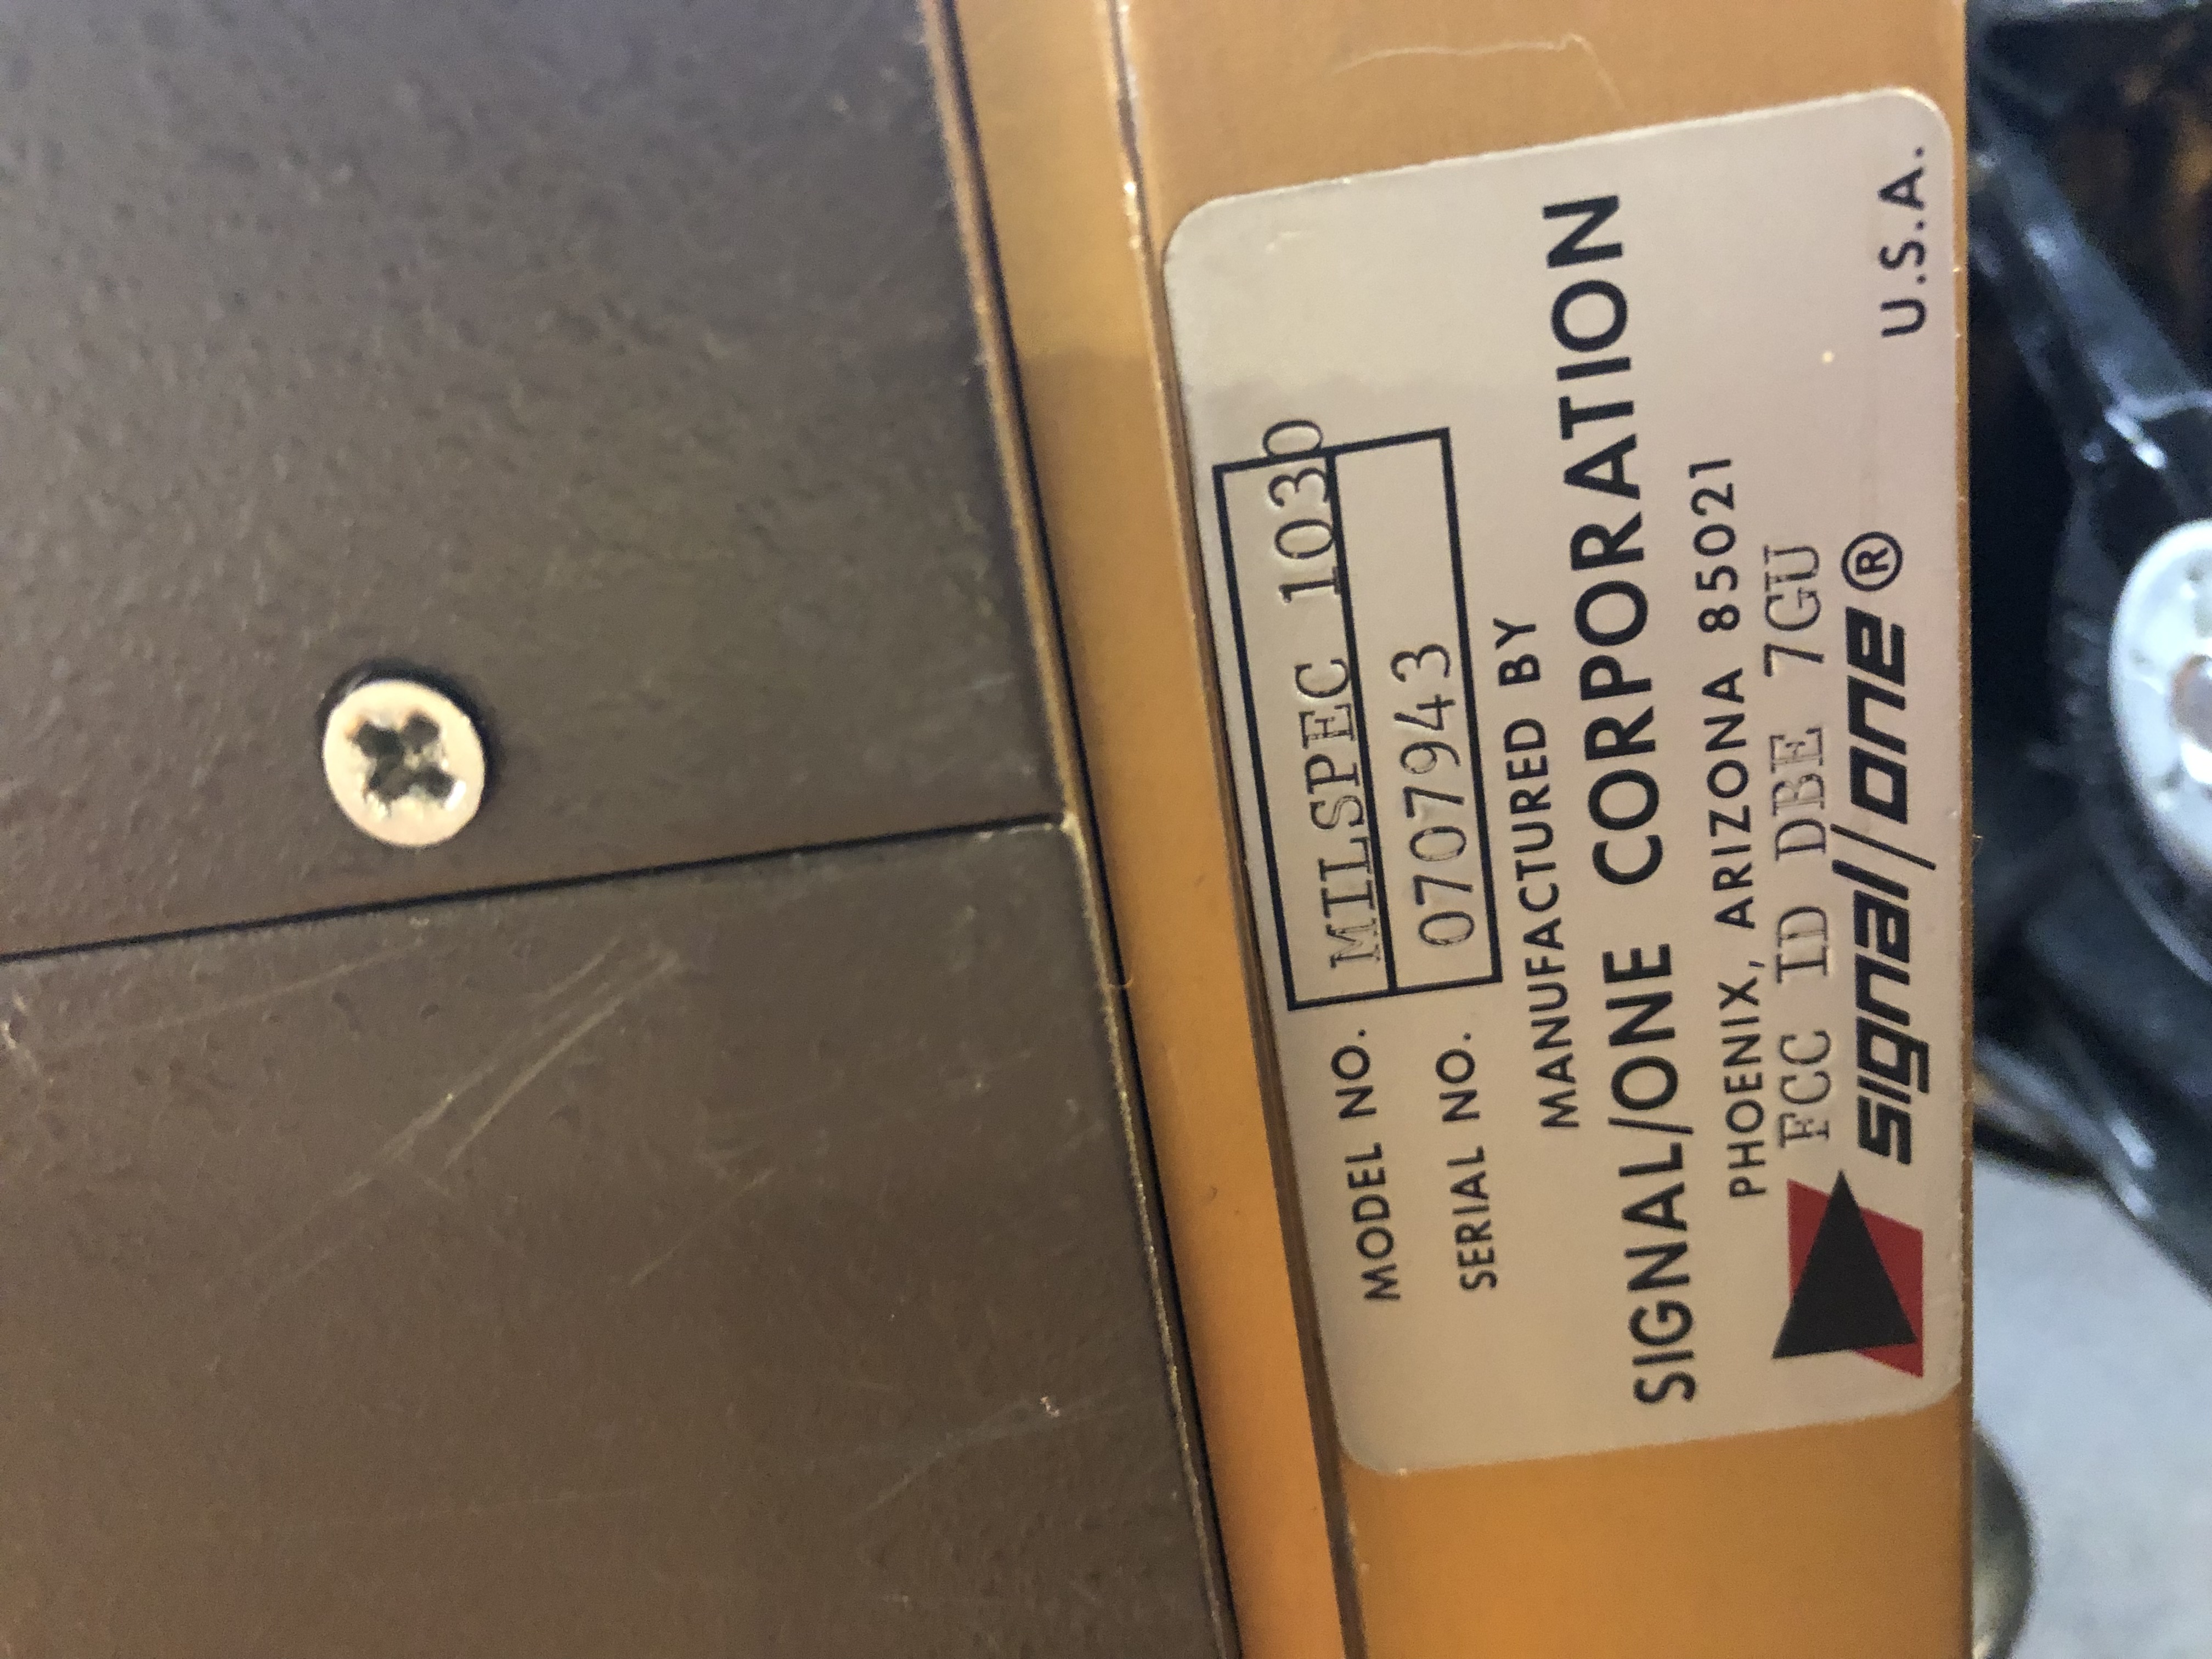 MODEL NO. MILSPEC 1030
SERIAL NO. 0707943
MANUFACTURED BY
SIGNAL/ONE CORPORATION
PHOENIX, ARIZONA 85021
FCC ID DBE 7GU
signal/one® U.S.A.